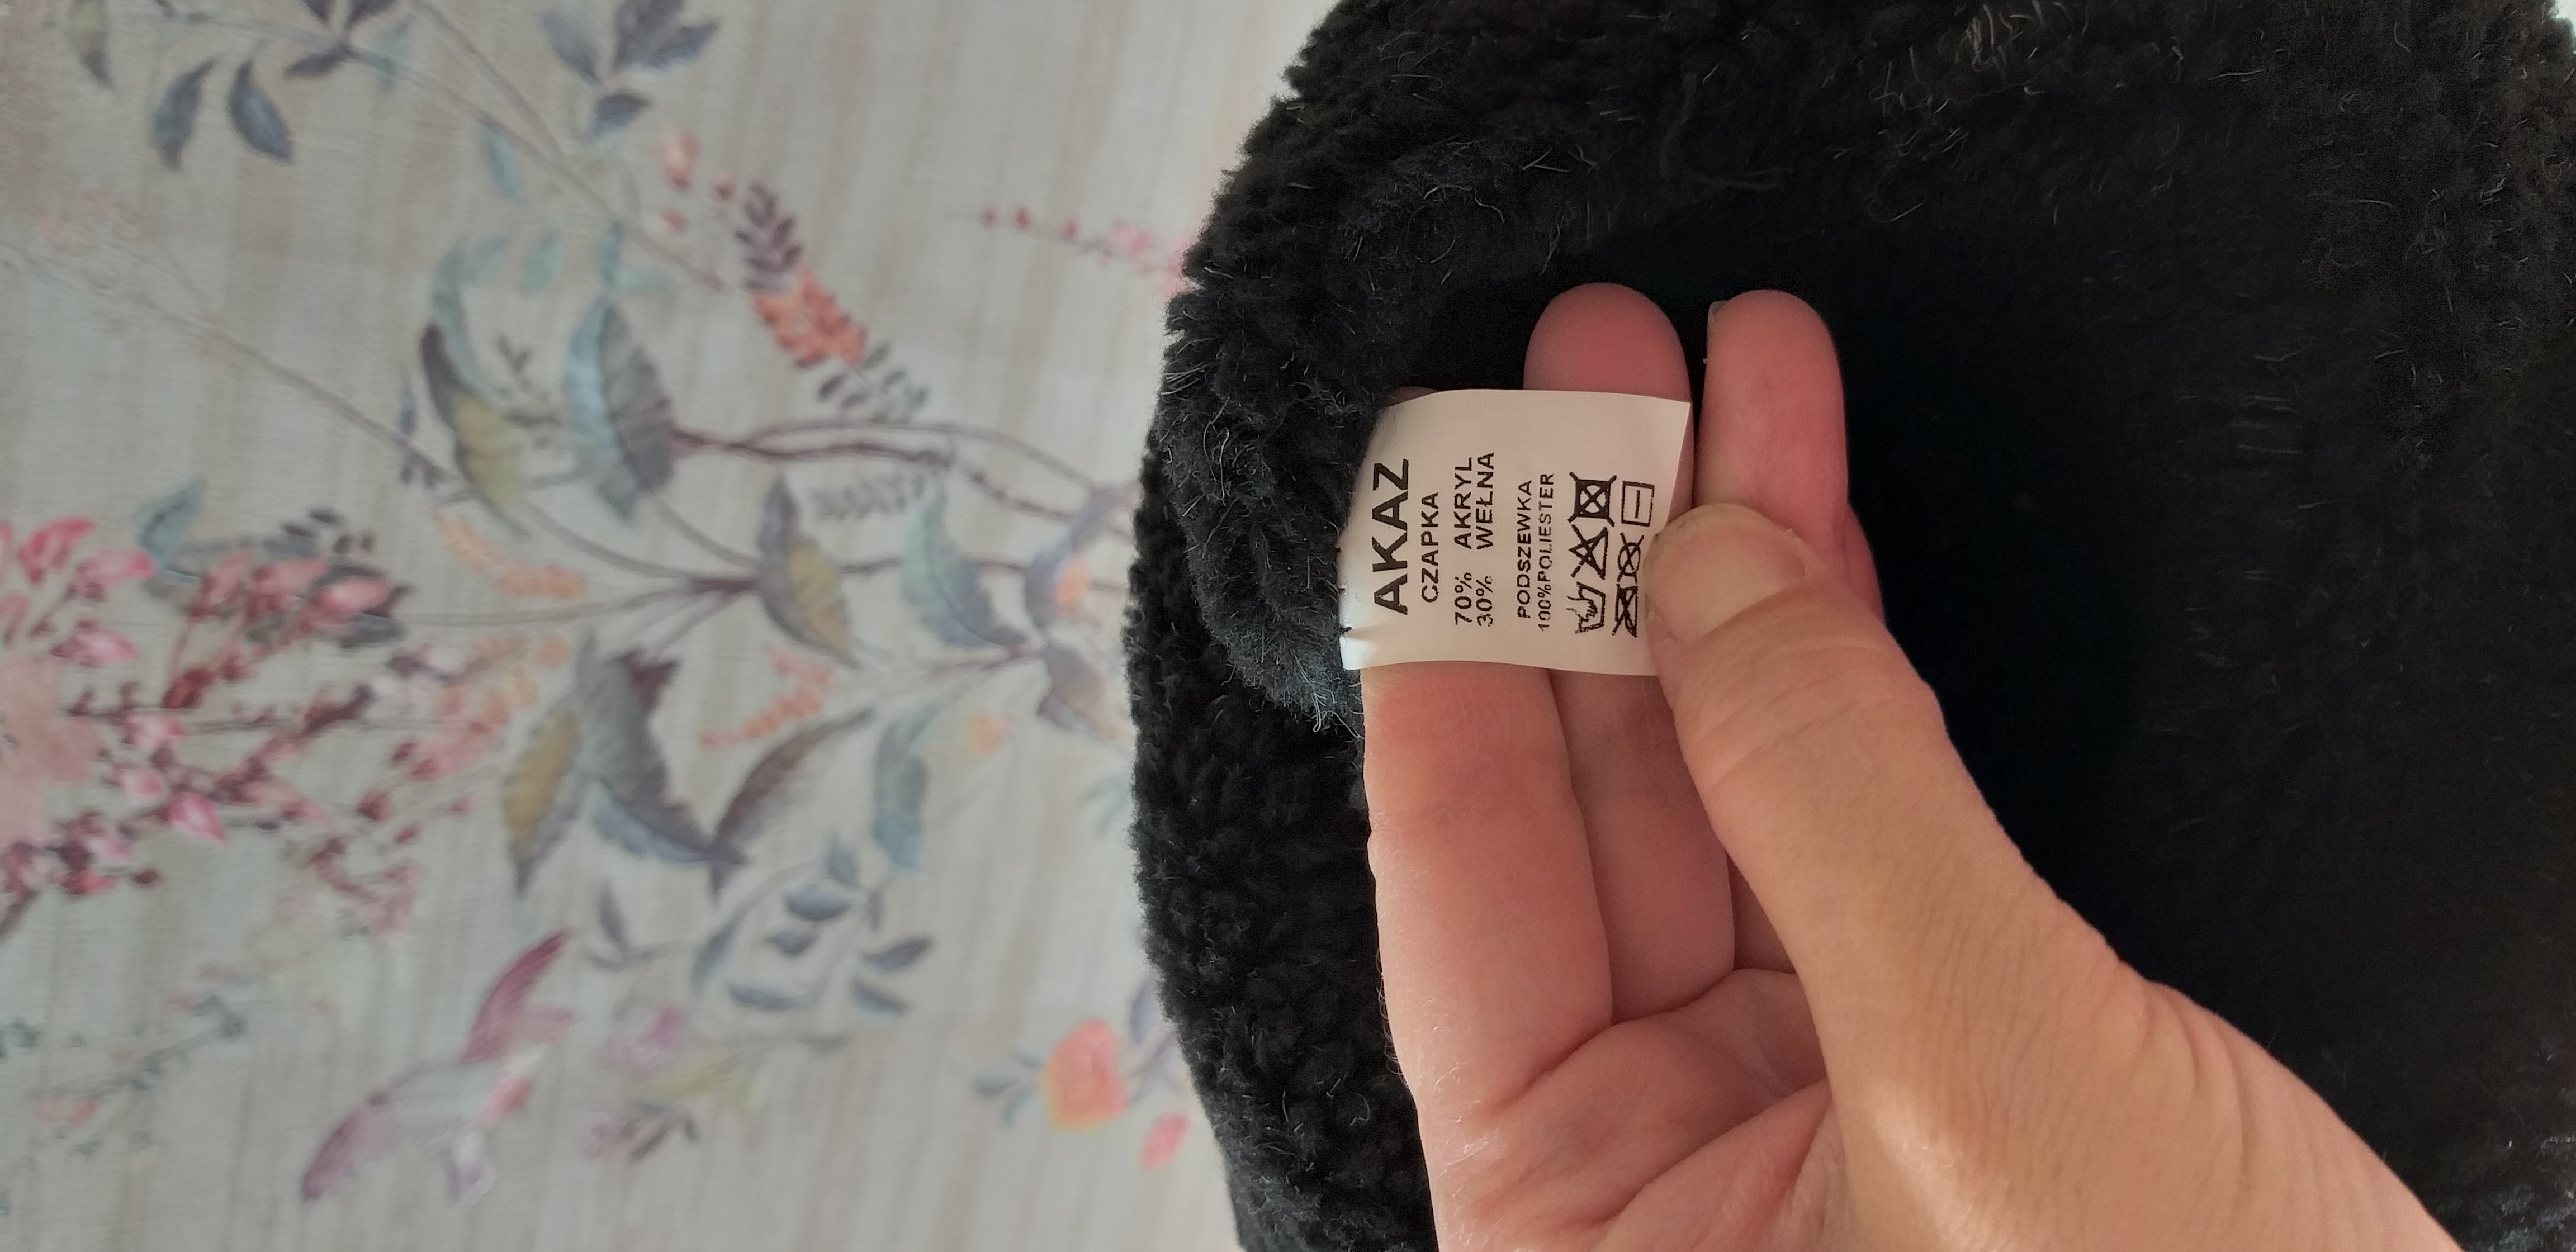 AKAZ
CZAPKA
70% AKRYL
30% WEŁNA
PODSZEWKA
100%POLIESTER